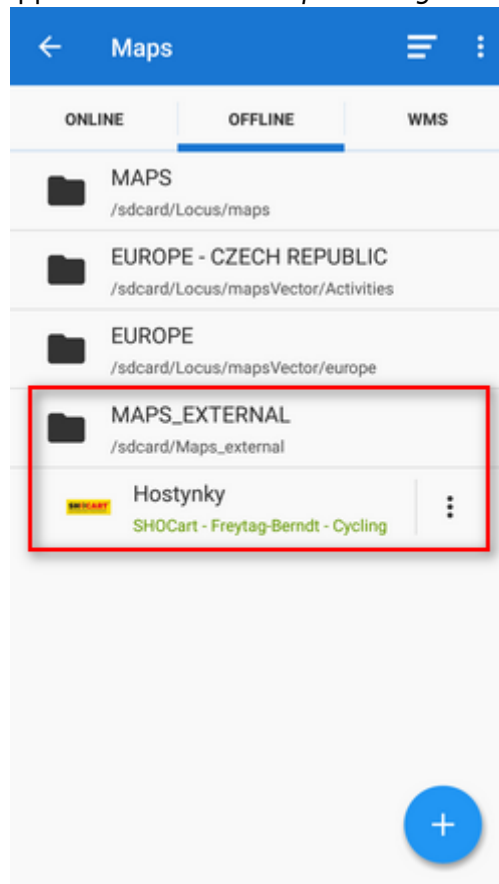 Maps
ONLINE OFFLINE WMS
MAPS
/sdcard/Locus/maps
EUROPE - CZECH REPUBLIC
/sdcard/Locus/mapsVector/Activities
EUROPE
/sdcard/Locus/mapsVector/europe
MAPS_EXTERNAL
/sdcard/Maps_external
SHOCART
Hostynky
SHOCart - Freytag-Berndt - Cycling